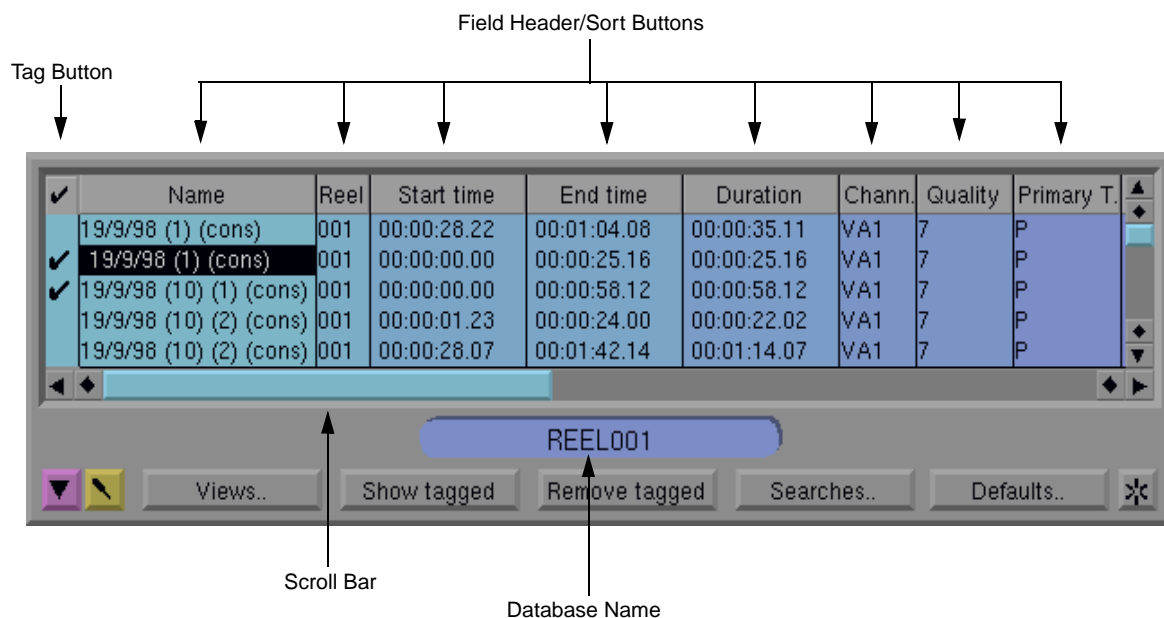 Field Header/Sort Buttons
Tag Button
✔ Name Reel Start time End time Duration Chann. Quality Primary T.
19/9/98 (1) (cons) 001 00:00:28.22 00:01:04.08 00:00:35.11 VA1 7 P
✔ 19/9/98 (1) (cons) 001 00:00:00.00 00:00:25.16 00:00:25.16 VA1 7 P
✔ 19/9/98 (10) (1) (cons) 001 00:00:00.00 00:00:58.12 00:00:58.12 VA1 7 P
19/9/98 (10) (2) (cons) 001 00:00:01.23 00:00:24.00 00:00:22.02 VA1 7 P
19/9/98 (10) (2) (cons) 001 00:00:28.07 00:01:42.14 00:01:14.07 VA1 7 P
REEL001
Views.. Show tagged Remove tagged Searches.. Defaults..
Scroll Bar
Database Name